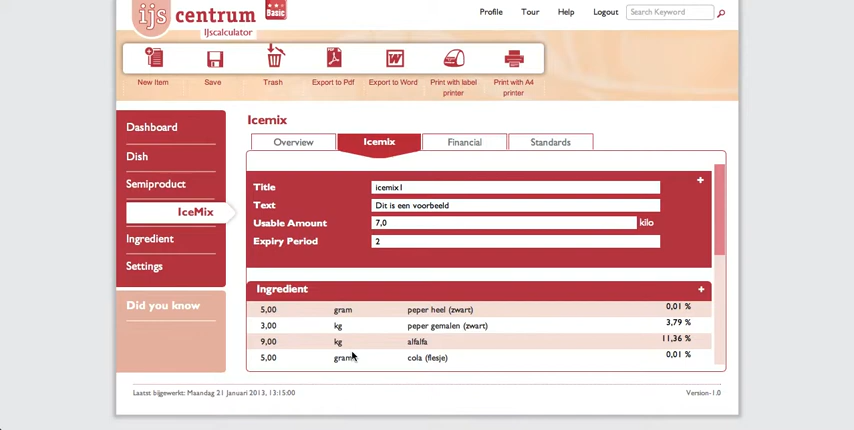 ijs centrum
Basic
IJscalculator
Profile Tour Help Logout Search Keyword
New Item Save Trash Export to Pdf Export to Word Print with label printer Print with A4 printer
Icemix
Dashboard
Dish
Semiproduct
IceMix
Ingredient
Settings
Did you know
Overview Icemix Financial Standards
Title icemix1
Text Dit is een voorbeeld
Usable Amount 7,0 kilo
Expiry Period 2
Ingredient
5,00 gram peper heel (zwart) 0,01 %
3,00 kg peper gemalen (zwart) 3,79 %
9,00 kg alfalfa 11,36 %
5,00 gram cola (flesje) 0,01 %
Laatst bijgewerkt: Maandag 21 Januari 2013, 13:15:00 Version-1.0